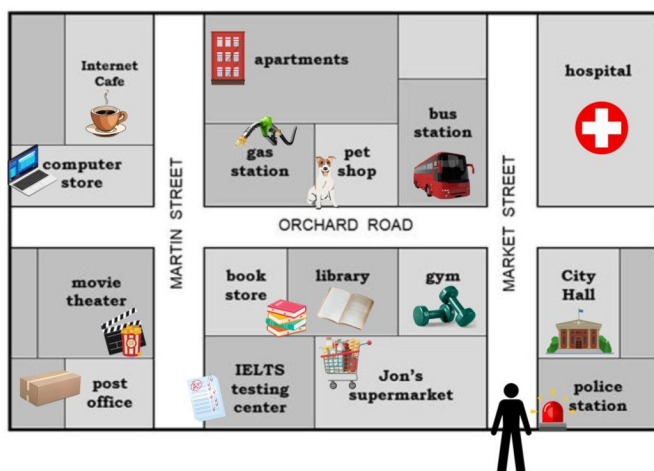 Internet
Cafe
computer
store
apartments
gas
station
pet
shop
bus
station
hospital
MARTIN STREET
ORCHARD ROAD
MARKET STREET
movie
theater
post
office
book
store
library
gym
IELTS
testing
center
Jon's
supermarket
City
Hall
police
station